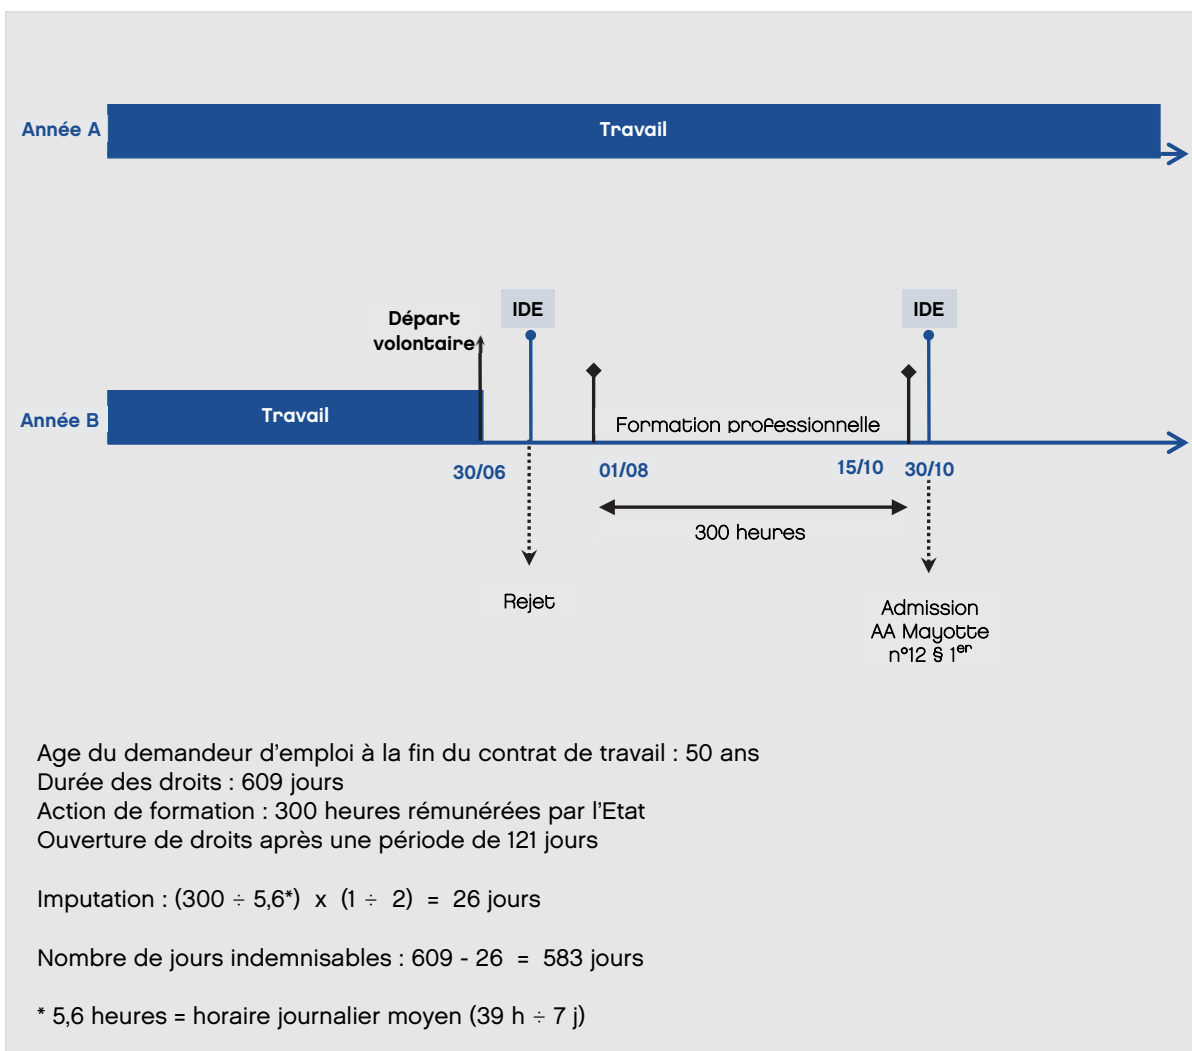 Année A
Travail
Départ
volontaire
IDE
IDE
Année B
Travail
Formation professionnelle
30/06
01/08
15/10
30/10
300 heures
Rejet
Admission
AA Mayotte
n°12 § 1er
Age du demandeur d’emploi à la fin du contrat de travail : 50 ans
Durée des droits : 609 jours
Action de formation : 300 heures rémunérées par l’Etat
Ouverture de droits après une période de 121 jours
Imputation : (300 ÷ 5,6*) x (1 ÷ 2) = 26 jours
Nombre de jours indemnisables : 609 - 26 = 583 jours
* 5,6 heures = horaire journalier moyen (39 h ÷ 7 j)